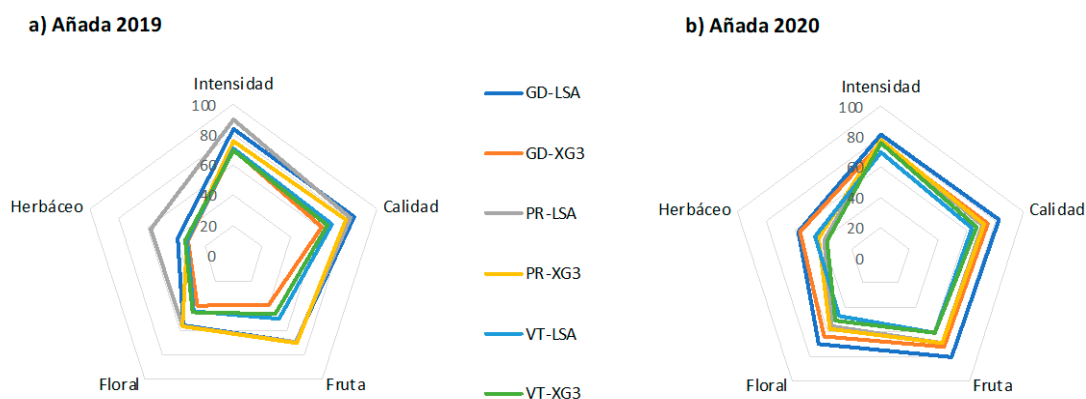 a) Añada 2019
Intensidad
100
80
60
40
20
0
Calidad
Fruta
Floral
Herbáceo
GD-LSA
GD-XG3
PR-LSA
PR-XG3
VT-LSA
VT-XG3
b) Añada 2020
Intensidad
100
80
60
40
20
0
Calidad
Fruta
Floral
Herbáceo